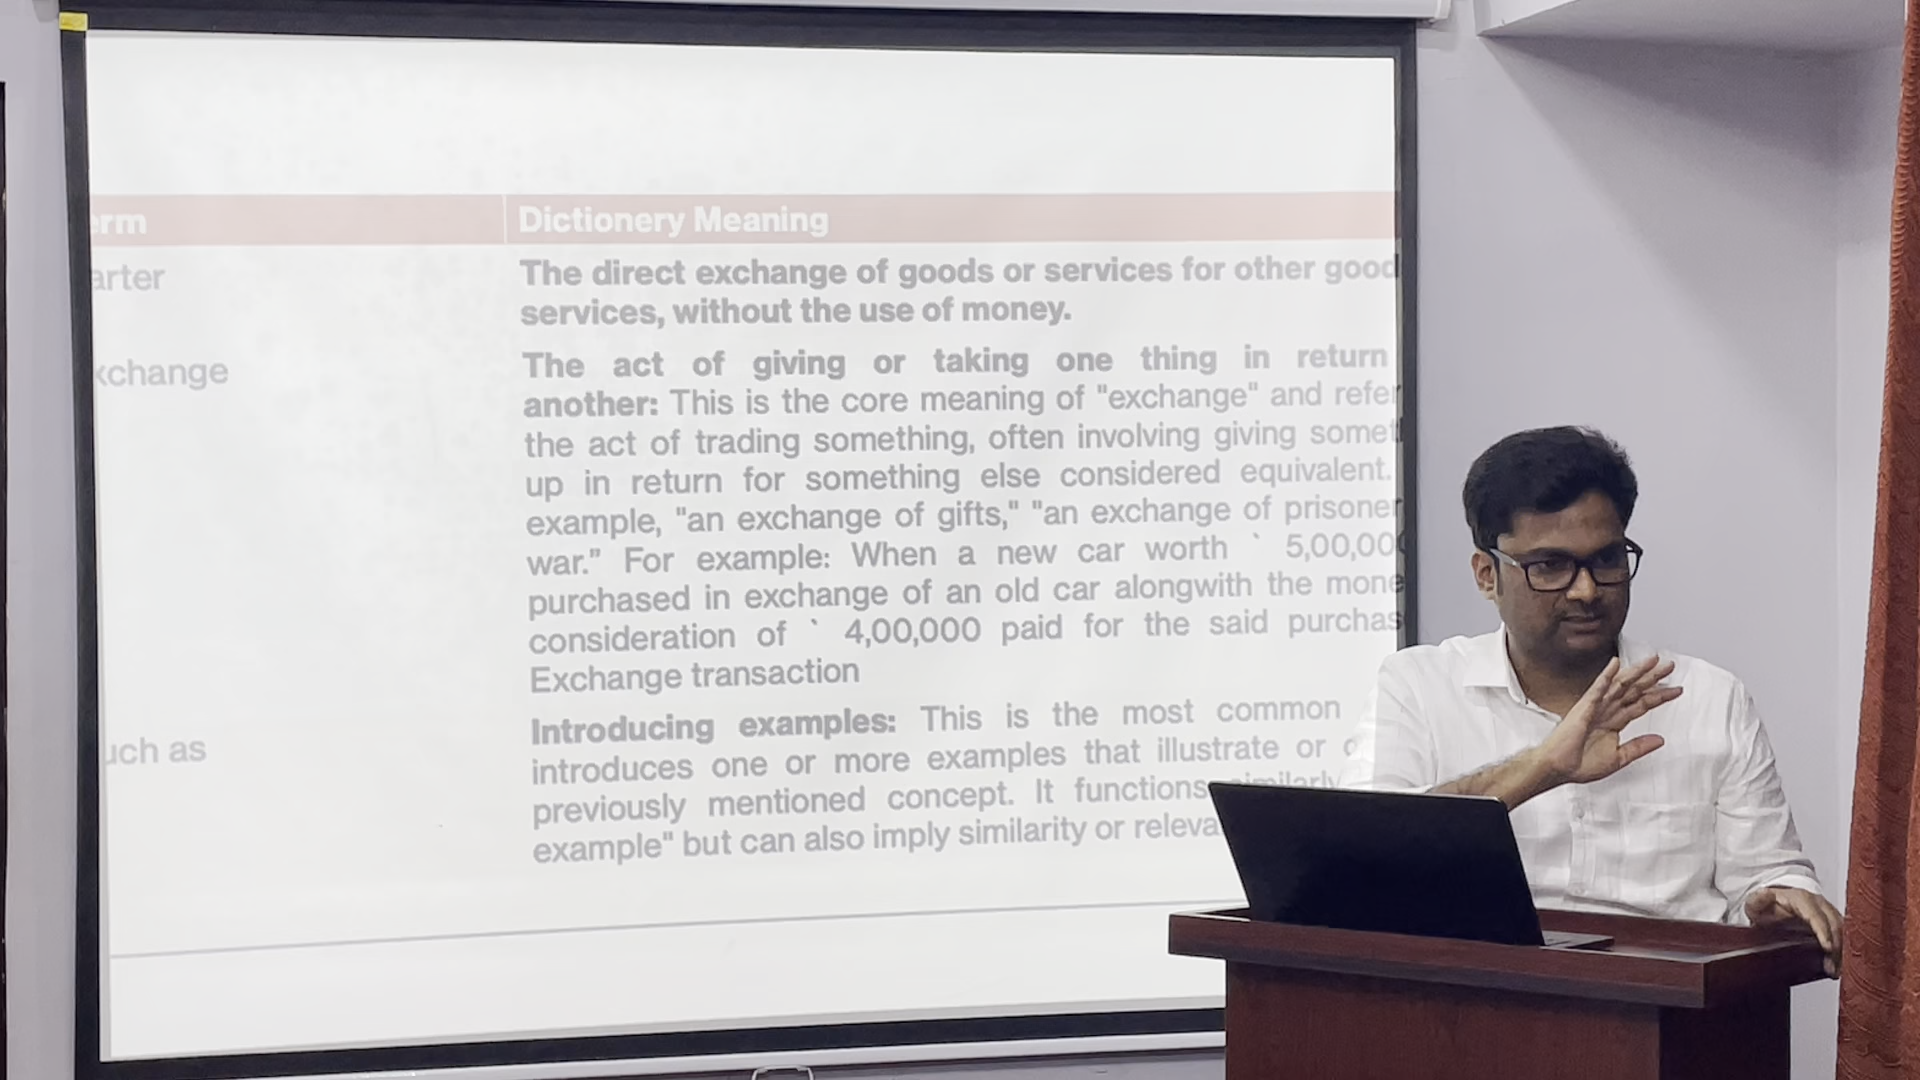 erm Dictionery Meaning
arter
The direct exchange of goods or services for other good
services, without the use of money.
xchange
The act of giving or taking one thing in return
another: This is the core meaning of "exchange" and refer
the act of trading something, often involving giving somet
up in return for something else considered equivalent.
example, "an exchange of gifts," "an exchange of prisoner
war.” For example: When a new car worth ` 5,00,000
purchased in exchange of an old car alongwith the mone
consideration of ` 4,00,000 paid for the said purchas
Exchange transaction
uch as
Introducing examples: This is the most common
introduces one or more examples that illustrate or
previously mentioned concept. It functions similarly
example" but can also imply similarity or releva